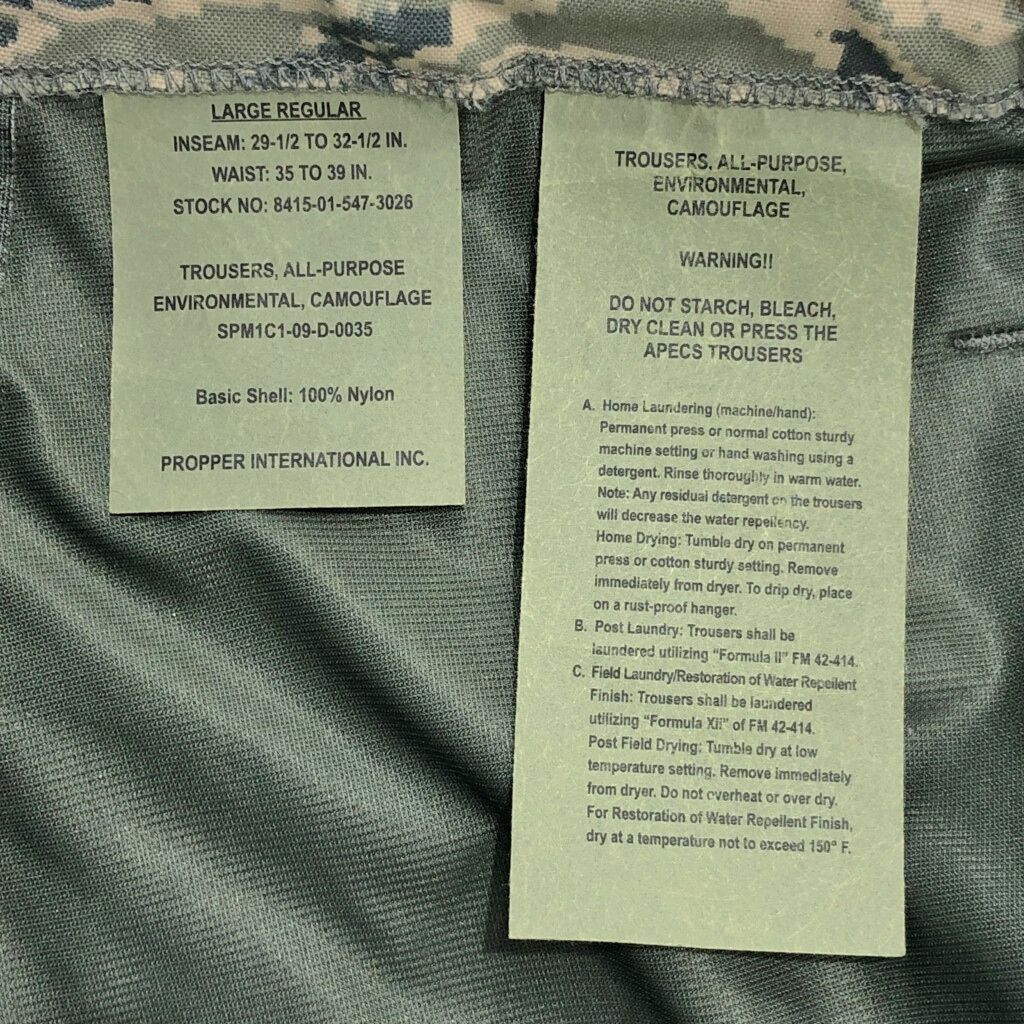 LARGE REGULAR
INSEAM: 29-1/2 TO 32-1/2 IN.
WAIST: 35 TO 39 IN.
STOCK NO: 8415-01-547-3026
TROUSERS, ALL-PURPOSE
ENVIRONMENTAL, CAMOUFLAGE
SPM1C1-09-D-0035
Basic Shell: 100% Nylon
PROPPER INTERNATIONAL INC.
TROUSERS, ALL-PURPOSE,
ENVIRONMENTAL,
CAMOUFLAGE
WARNING!!
DO NOT STARCH, BLEACH,
DRY CLEAN OR PRESS THE
APECS TROUSERS
A. Home Laundering (machine/hand):
Permanent press or normal cotton sturdy
machine setting or hand washing using a
detergent. Rinse thoroughly in warm water.
Note: Any residual detergent on the trousers
will decrease the water repellency.
Home Drying: Tumble dry on permanent
press or cotton sturdy setting. Remove
immediately from dryer. To drip dry, place
on a rust-proof hanger.
B. Post Laundry: Trousers shall be
laundered utilizing "Formula II" FM 42-414.
C. Field Laundry/Restoration of Water Repellent
Finish: Trousers shall be laundered
utilizing "Formula XII" of FM 42-414.
Post Field Drying: Tumble dry at low
temperature setting. Remove immediately
from dryer. Do not overheat or over dry.
For Restoration of Water Repellent Finish,
dry at a temperature not to exceed 150° F.